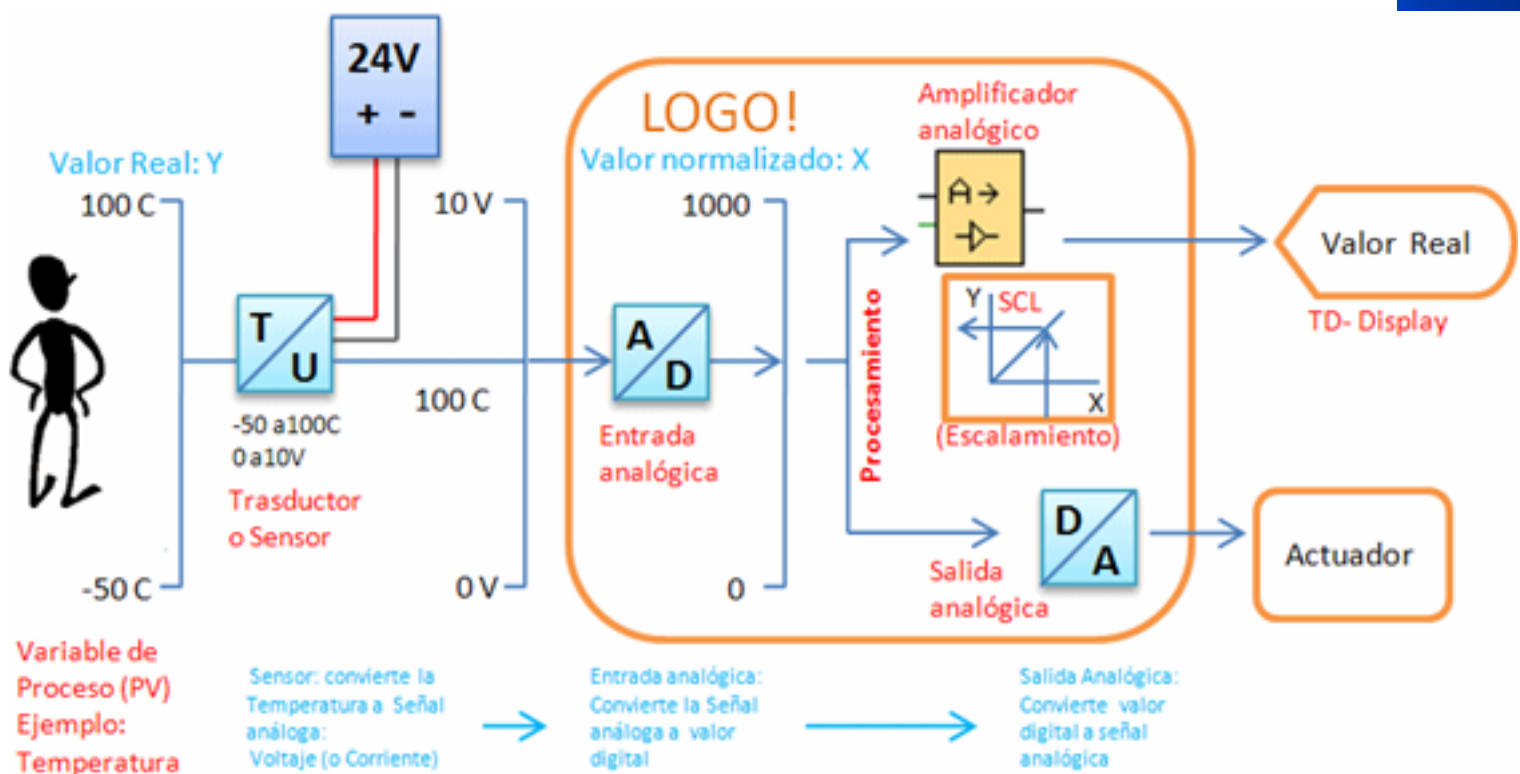 24V
+ -
LOGO!
Amplificador
analógico
Valor Real: Y
Valor normalizado: X
100 C
10 V
1000
A
Valor Real
TD- Display
T
U
A
D
Procesamiento
Y
SCL
X
(Escalamiento)
100 C
-50 a100C
0 a10V
Trasductor
o Sensor
Entrada
analógica
D
A
Salida
analógica
Actuador
-50 C
0 V
0
Variable de
Proceso (PV)
Ejemplo:
Temperatura
Sensor: convierte la
Temperatura a Señal
análoga:
Voltaje (o Corriente)
Entrada analógica:
Convierte la Señal
análoga a valor
digital
Salida Analógica:
Convierte valor
digital a señal
analógica